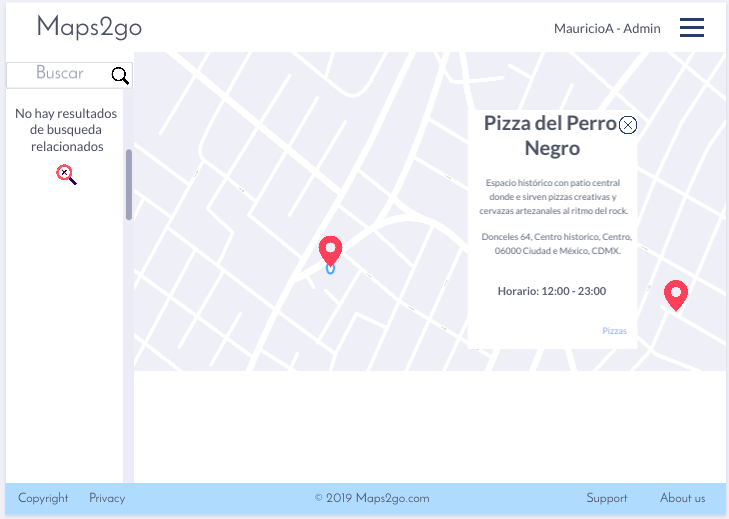 Maps2go
MauricioA - Admin
Buscar
No hay resultados
de busqueda
relacionados
Pizza del Perro
Negro
Espacio histórico con patio central
donde e sirven pizzas creativas y
cervazas artezanales al ritmo del rock.
Donceles 64, Centro historico, Centro,
06000 Ciudad e México, CDMX.
Horario: 12:00 - 23:00
Pizzas
Copyright
Privacy
© 2019 Maps2go.com
Support
About us